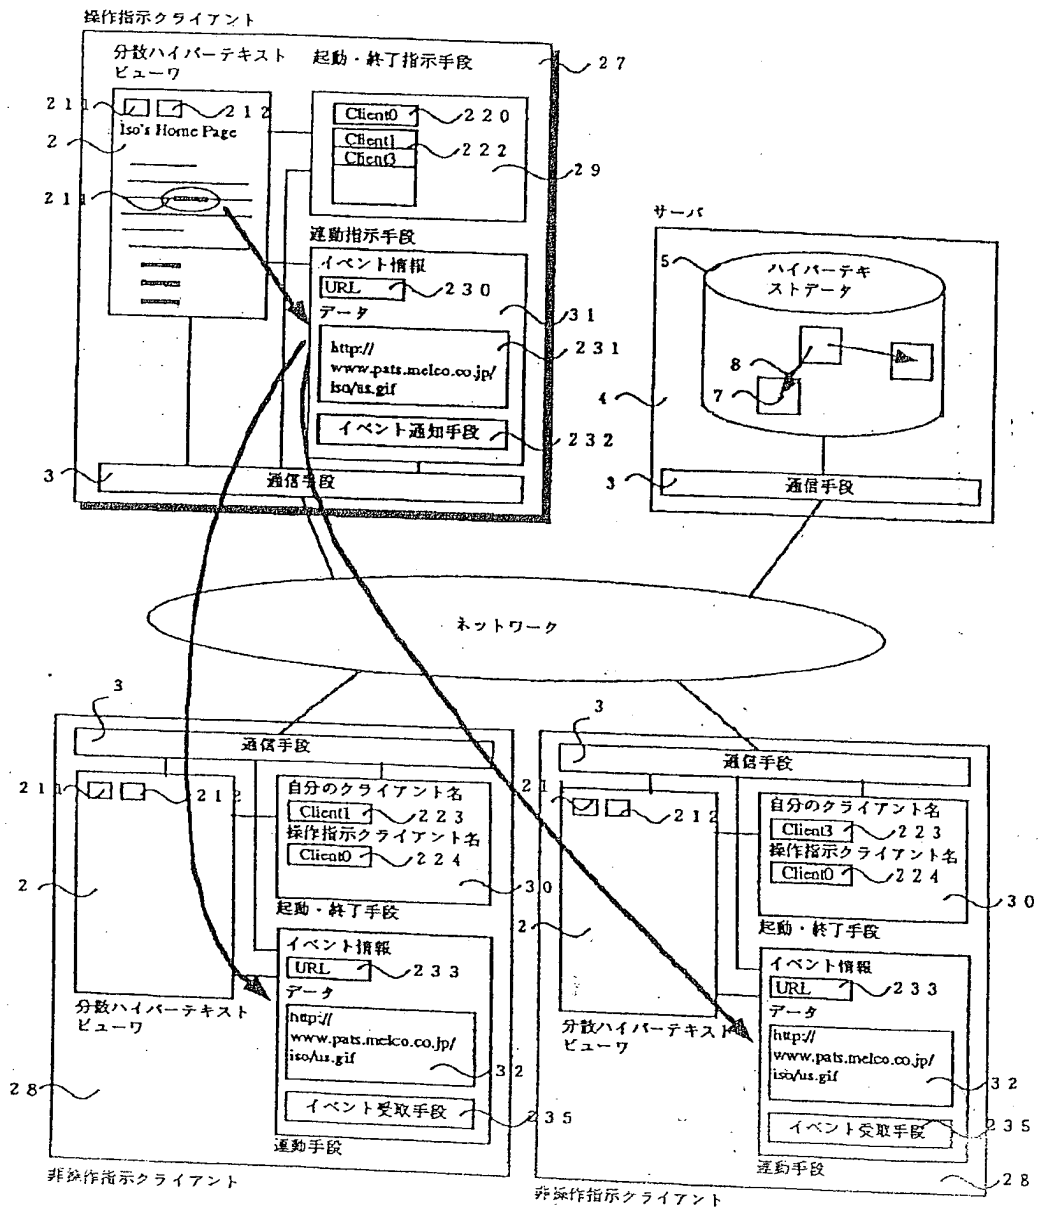 操作指示クライアント
分散ハイパーテキスト
ビューワ
起動・終了指示手段
27
211
212
Iso's Home Page
2
211
Client0
220
Client1
222
Client3
29
連動指示手段
イベント情報
URL
230
31
データ
http://
www.pats.melco.co.jp/
iso/us.gif
231
イベント通知手段
232
3
通信手段
サーバ
5
ハイパーテキ
ストデータ
8
7
4
3
通信手段
ネットワーク
3
通信手段
211
212
自分のクライアント名
Client1
223
操作指示クライアント名
Client0
224
2
30
起動・終了手段
イベント情報
URL
233
データ
http://
www.pats.melco.co.jp/
iso/us.gif
32
分散ハイパーテキスト
ビューワ
28
イベント受取手段
235
連動手段
非操作指示クライアント
3
通信手段
21
212
自分のクライアント名
Client3
223
操作指示クライアント名
Client0
224
2
30
起動・終了手段
イベント情報
URL
233
データ
http://
www.pats.melco.co.jp/
iso/us.gif
32
分散ハイパーテキスト
ビューワ
イベント受取手段
235
連動手段
28
非操作指示クライアント